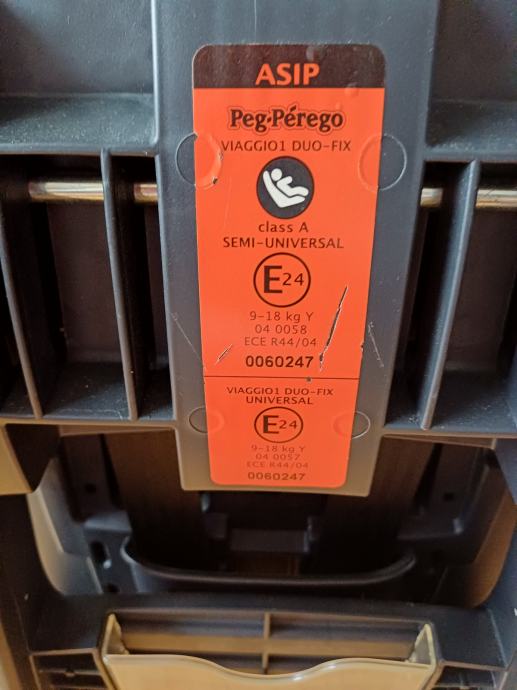 ASIP
Peg-Pérego
VIAGGIO1 DUO-FIX
class A
SEMI-UNIVERSAL
E24
9-18 kg Y
04 0058
ECE R44/04
0060247
VIAGGIO1 DUO-FIX
UNIVERSAL
E24
9-18 kg Y
04 0057
ECE R44/04
0060247